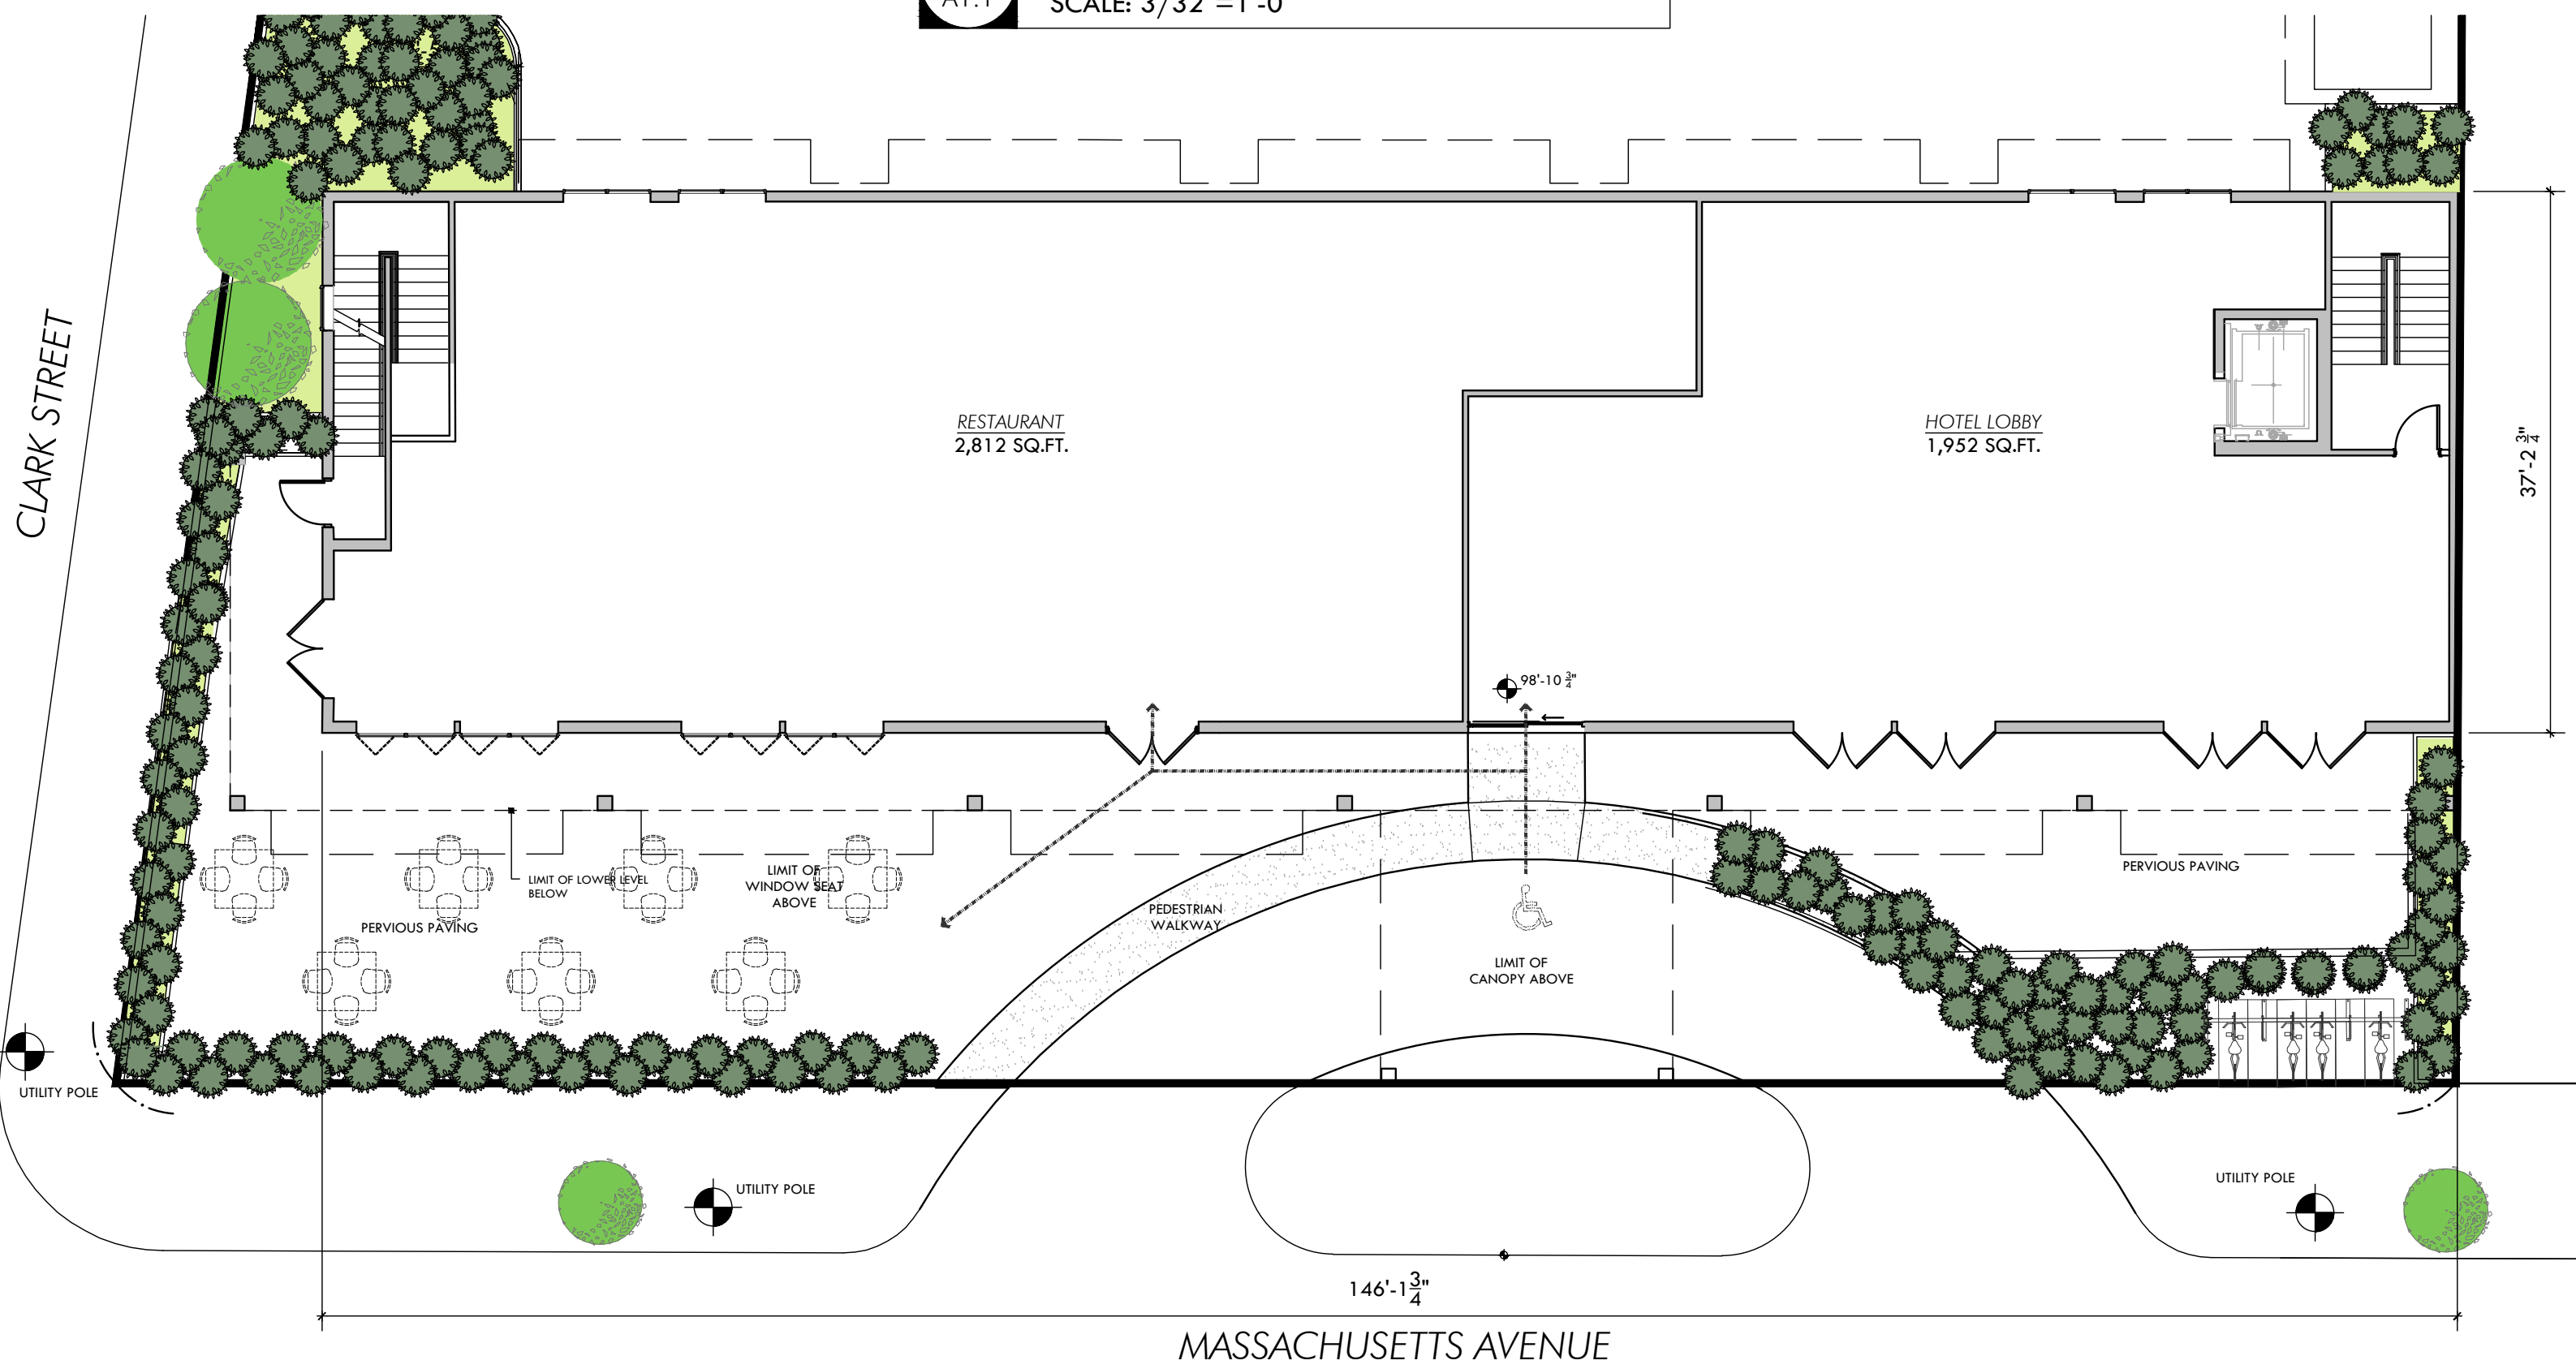 A1.1
SCALE: 3/32"=1'-0"
CLARK STREET
RESTAURANT
2,812 SQ.FT.
HOTEL LOBBY
1,952 SQ.FT.
37'-2 3/4"
98'-10 3/4"
LIMIT OF LOWER LEVEL
BELOW
LIMIT OF
WINDOW SEAT
ABOVE
PERVIOUS PAVING
PEDESTRIAN
WALKWAY
LIMIT OF
CANOPY ABOVE
PERVIOUS PAVING
UTILITY POLE
UTILITY POLE
UTILITY POLE
146'-1 3/4"
MASSACHUSETTS AVENUE